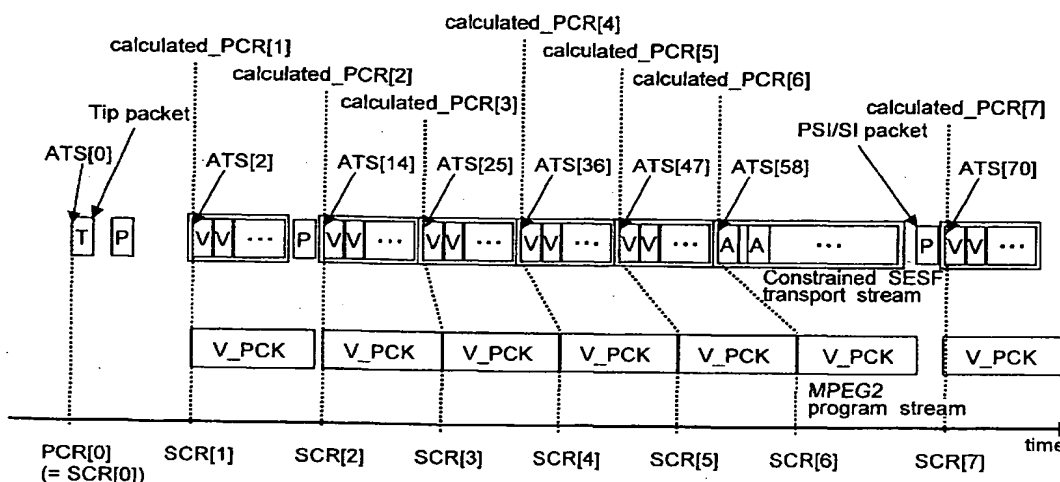 calculated_PCR[4]
calculated_PCR[1]
calculated_PCR[5]
calculated_PCR[2]
calculated_PCR[6]
calculated_PCR[3]
calculated_PCR[7]
Tip packet
PSI/SI packet
ATS[0]
ATS[2]
ATS[14]
ATS[25]
ATS[36]
ATS[47]
ATS[58]
ATS[70]
T P V V ... P V V ... V V ... V V ... V V ... A A ... P V V ...
Constrained SESF
transport stream
V_PCK V_PCK V_PCK V_PCK V_PCK V_PCK V_PCK
MPEG2
program stream
time
PCR[0] SCR[1] SCR[2] SCR[3] SCR[4] SCR[5] SCR[6] SCR[7]
(= SCR[0])